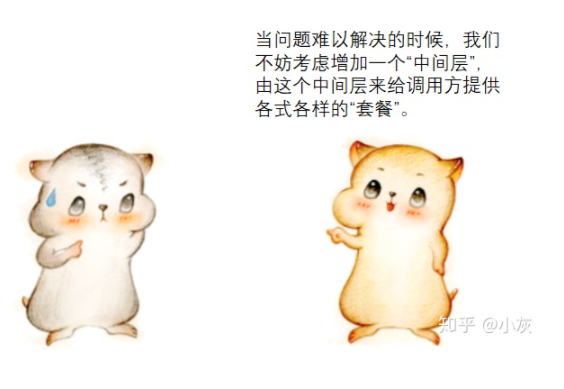 当问题难以解决的时候，我们
不妨考虑增加一个“中间层”，
由这个中间层来给调用方提供
各式各样的“套餐”。
知乎 @小灰